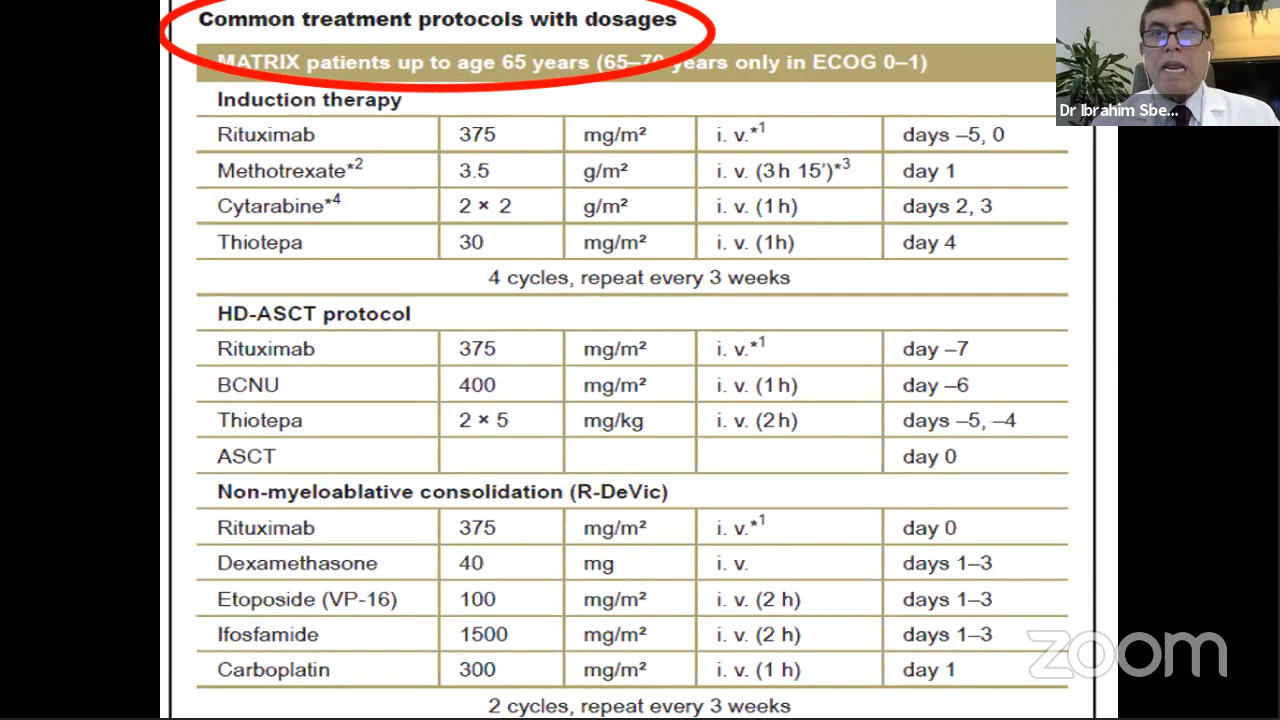 Common treatment protocols with dosages
MATRIX patients up to age 65 years (65–70 years only in ECOG 0–1)
Induction therapy
Rituximab 375 mg/m² i. v.*1 days –5, 0
Methotrexate*2 3.5 g/m² i. v. (3 h 15')*3 day 1
Cytarabine*4 2 × 2 g/m² i. v. (1 h) days 2, 3
Thiotepa 30 mg/m² i. v. (1h) day 4
4 cycles, repeat every 3 weeks
HD-ASCT protocol
Rituximab 375 mg/m² i. v.*1 day –7
BCNU 400 mg/m² i. v. (1 h) day –6
Thiotepa 2 × 5 mg/kg i. v. (2 h) days –5, –4
ASCT day 0
Non-myeloablative consolidation (R-DeVic)
Rituximab 375 mg/m² i. v.*1 day 0
Dexamethasone 40 mg i. v. days 1–3
Etoposide (VP-16) 100 mg/m² i. v. (2 h) days 1–3
Ifosfamide 1500 mg/m² i. v. (2 h) days 1–3
Carboplatin 300 mg/m² i. v. (1 h) day 1
2 cycles, repeat every 3 weeks
Dr Ibrahim Sbe...
zoom